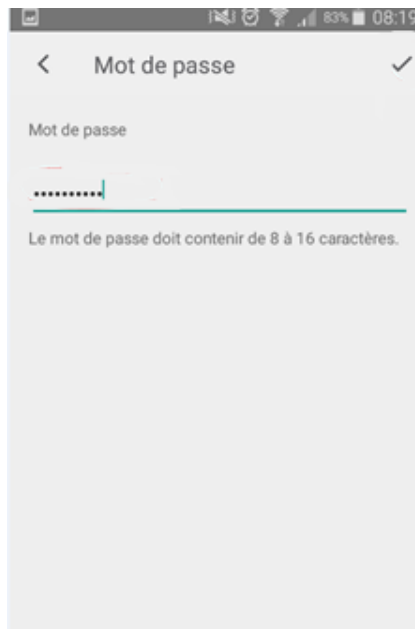 83% 08:19
Mot de passe
Mot de passe
••••••••••
Le mot de passe doit contenir de 8 à 16 caractères.